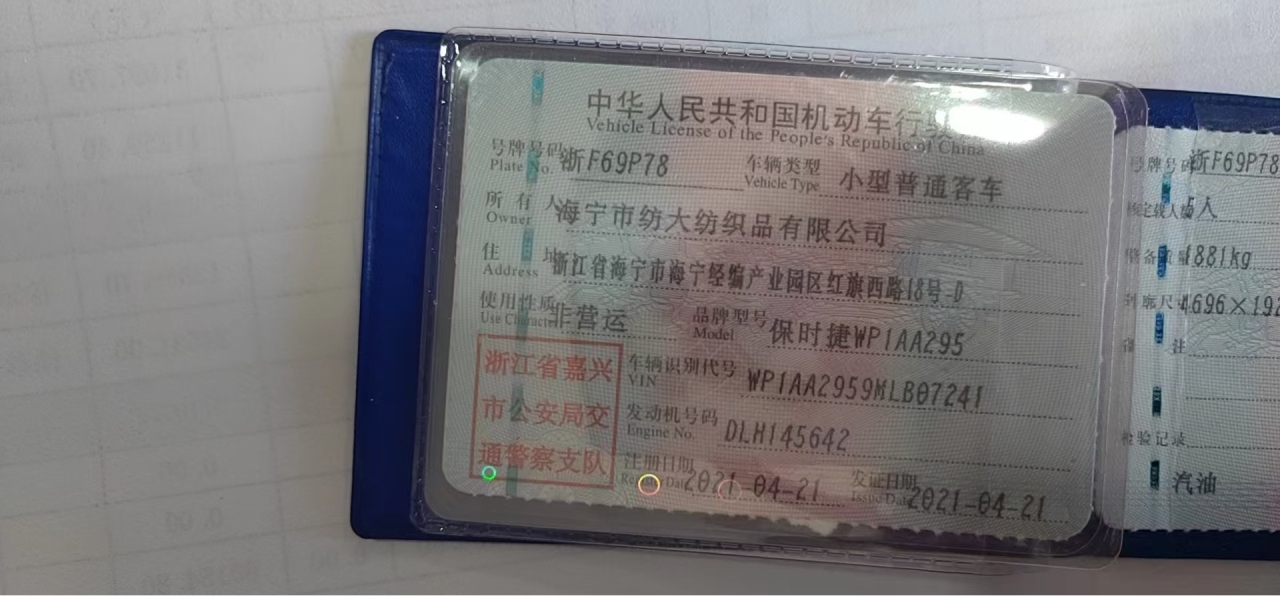 中华人民共和国机动车行
Vehicle License of the People's Republic of China
号牌号码 浙F69P78 车辆类型 小型普通客车
Plate No. Vehicle Type
所有人 海宁市纺大纺织品有限公司
Owner
住址 浙江省海宁市海宁经编产业园区红旗西路18号-D
Address
使用性质 非营运 品牌型号 保时捷WP1AA295
Use Character Model
浙江省嘉兴
市公安局交
通警察支队
车辆识别代号 WP1AA2959MLB07241
VIN
发动机号码 DLH145642
Engine No.
注册日期 2021-04-21 发证日期 2021-04-21
Register Date Issue Date
号牌号码 浙F69P78
核定载人数 5人
整备质量 1881kg
外廓尺寸 4696×192
备注
检验记录
汽油